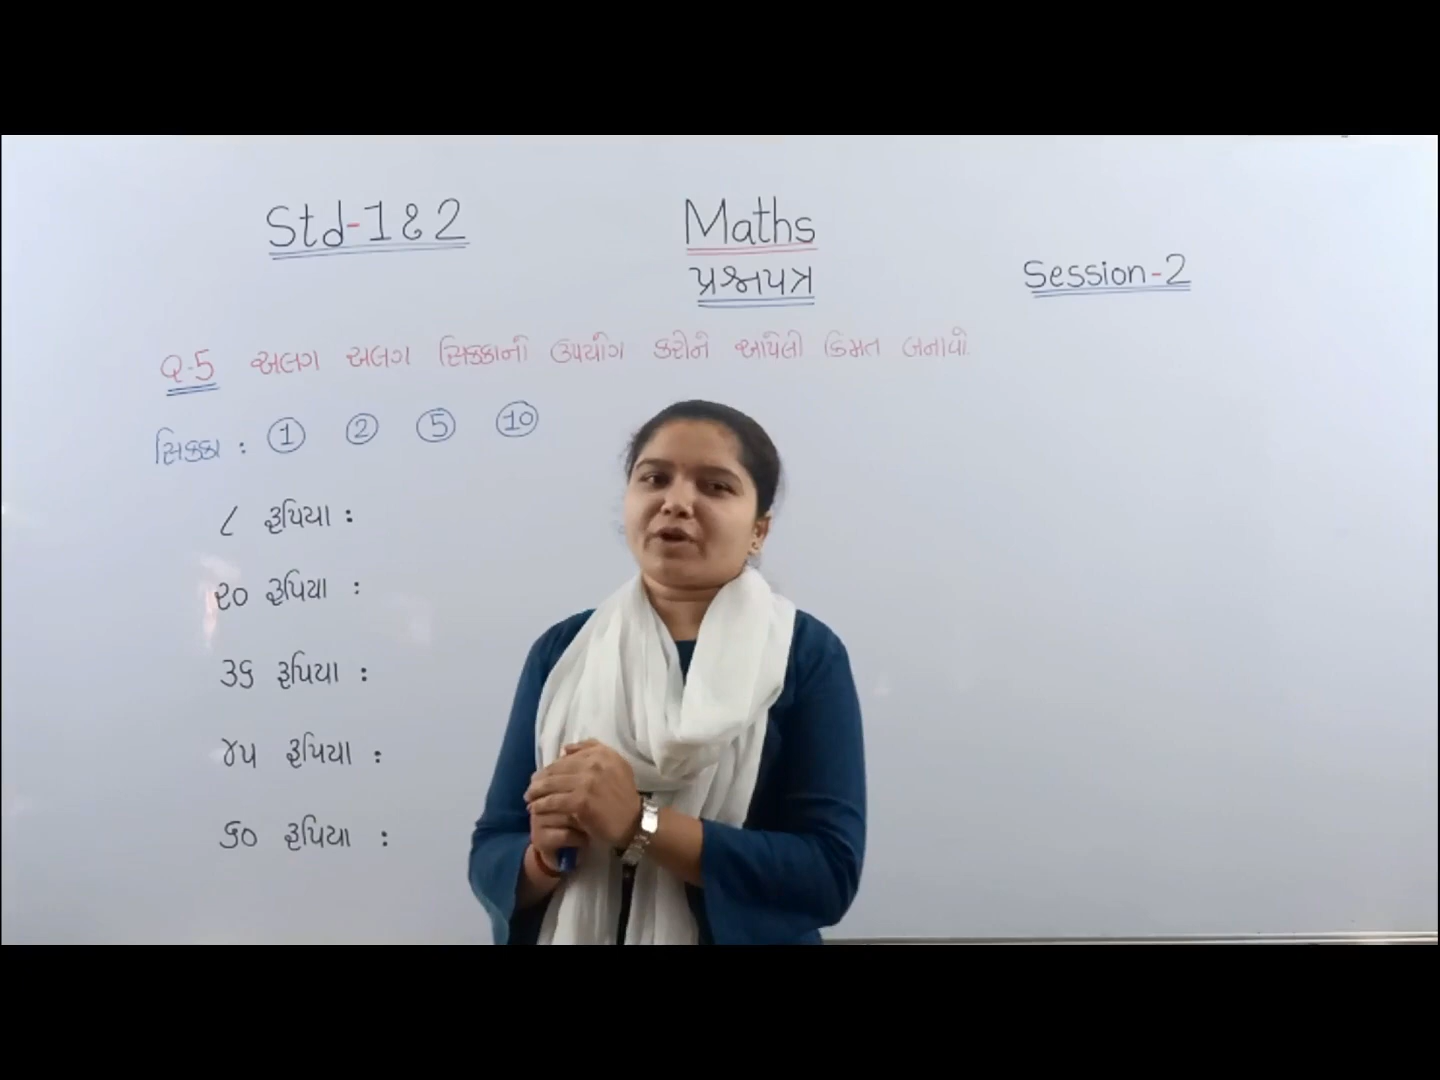 Std-1 & 2 Maths
પ્રશ્નપત્ર
Session-2
Q.5 અલગ અલગ સિક્કાનો ઉપયોગ કરીને આપેલી કિંમત બનાવો.
સિક્કા : 1 2 5 10
૮ રૂપિયા :
૨૦ રૂપિયા :
૩૬ રૂપિયા :
૪૫ રૂપિયા :
૬૦ રૂપિયા :